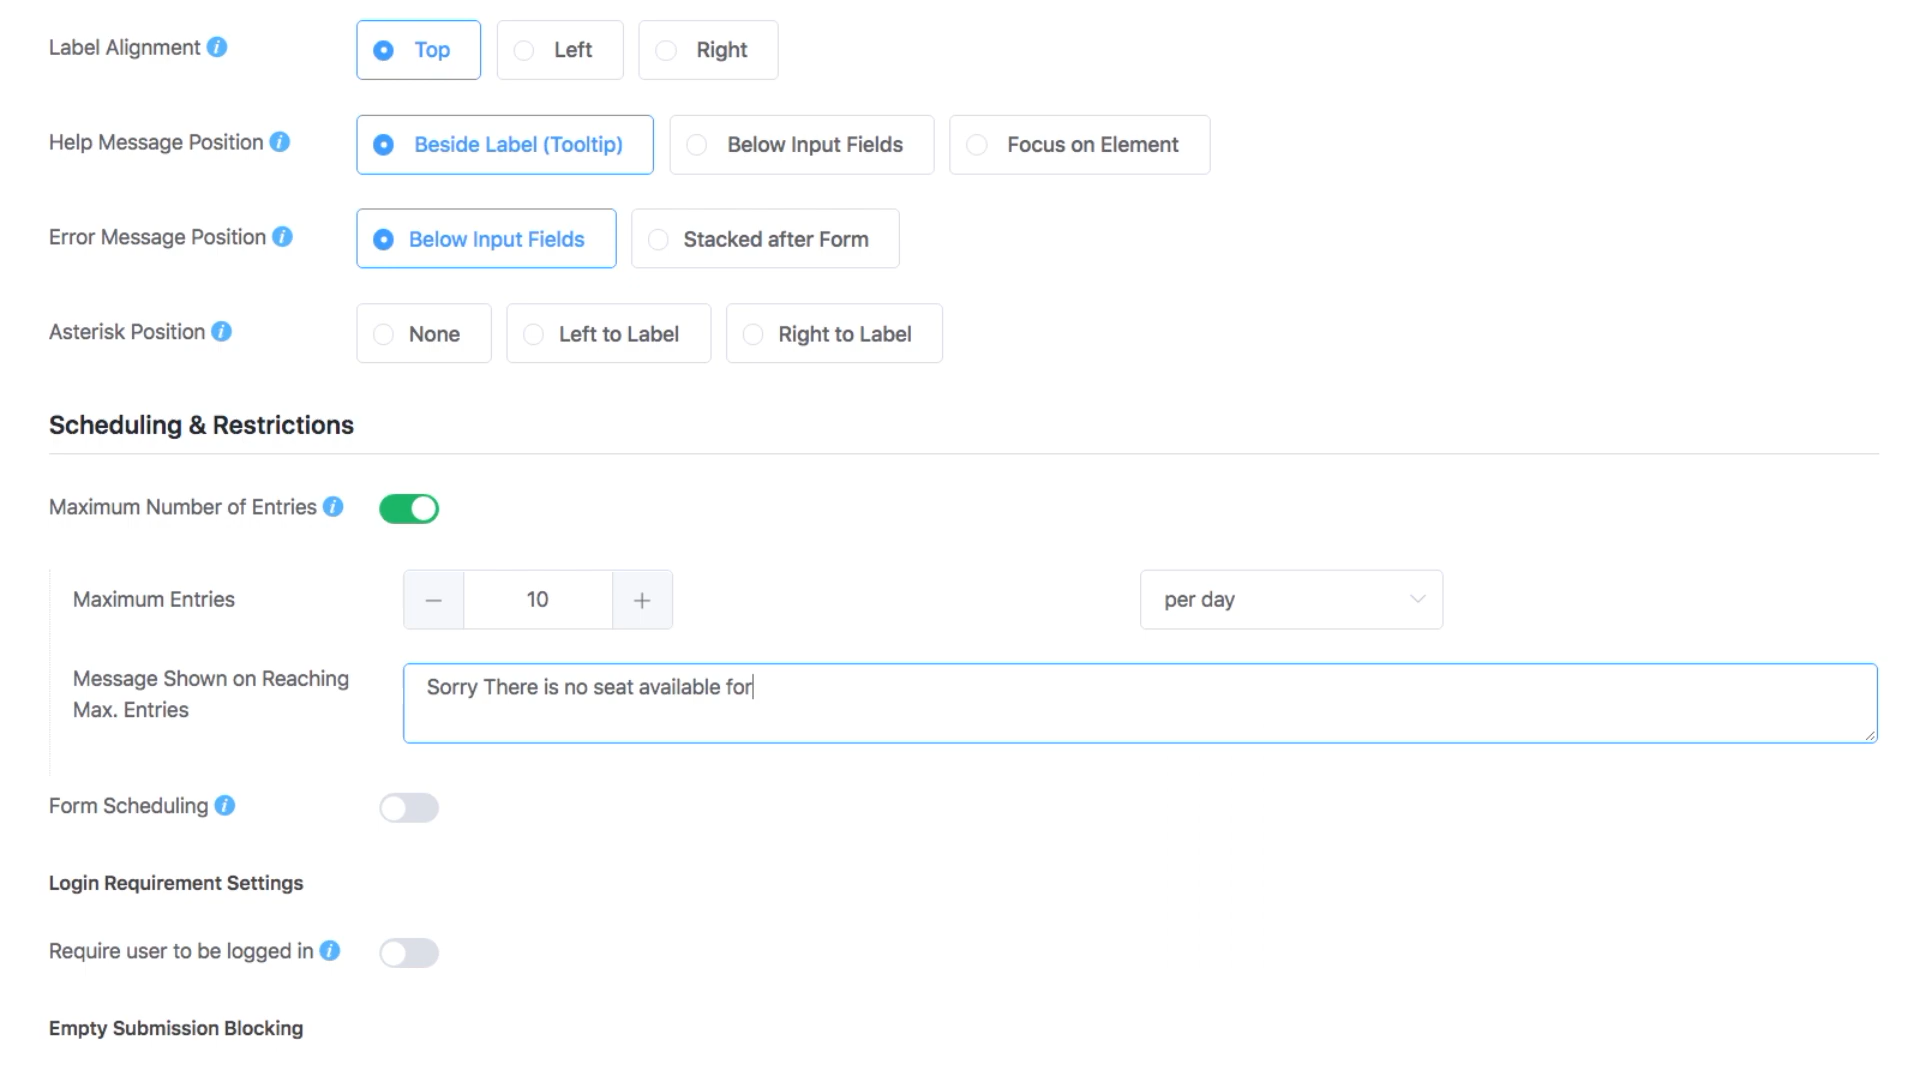 Label Alignment Top Left Right
Help Message Position Beside Label (Tooltip) Below Input Fields Focus on Element
Error Message Position Below Input Fields Stacked after Form
Asterisk Position None Left to Label Right to Label
Scheduling & Restrictions
Maximum Number of Entries
Maximum Entries 10 per day
Message Shown on Reaching
Max. Entries
Sorry There is no seat available for
Form Scheduling
Login Requirement Settings
Require user to be logged in
Empty Submission Blocking